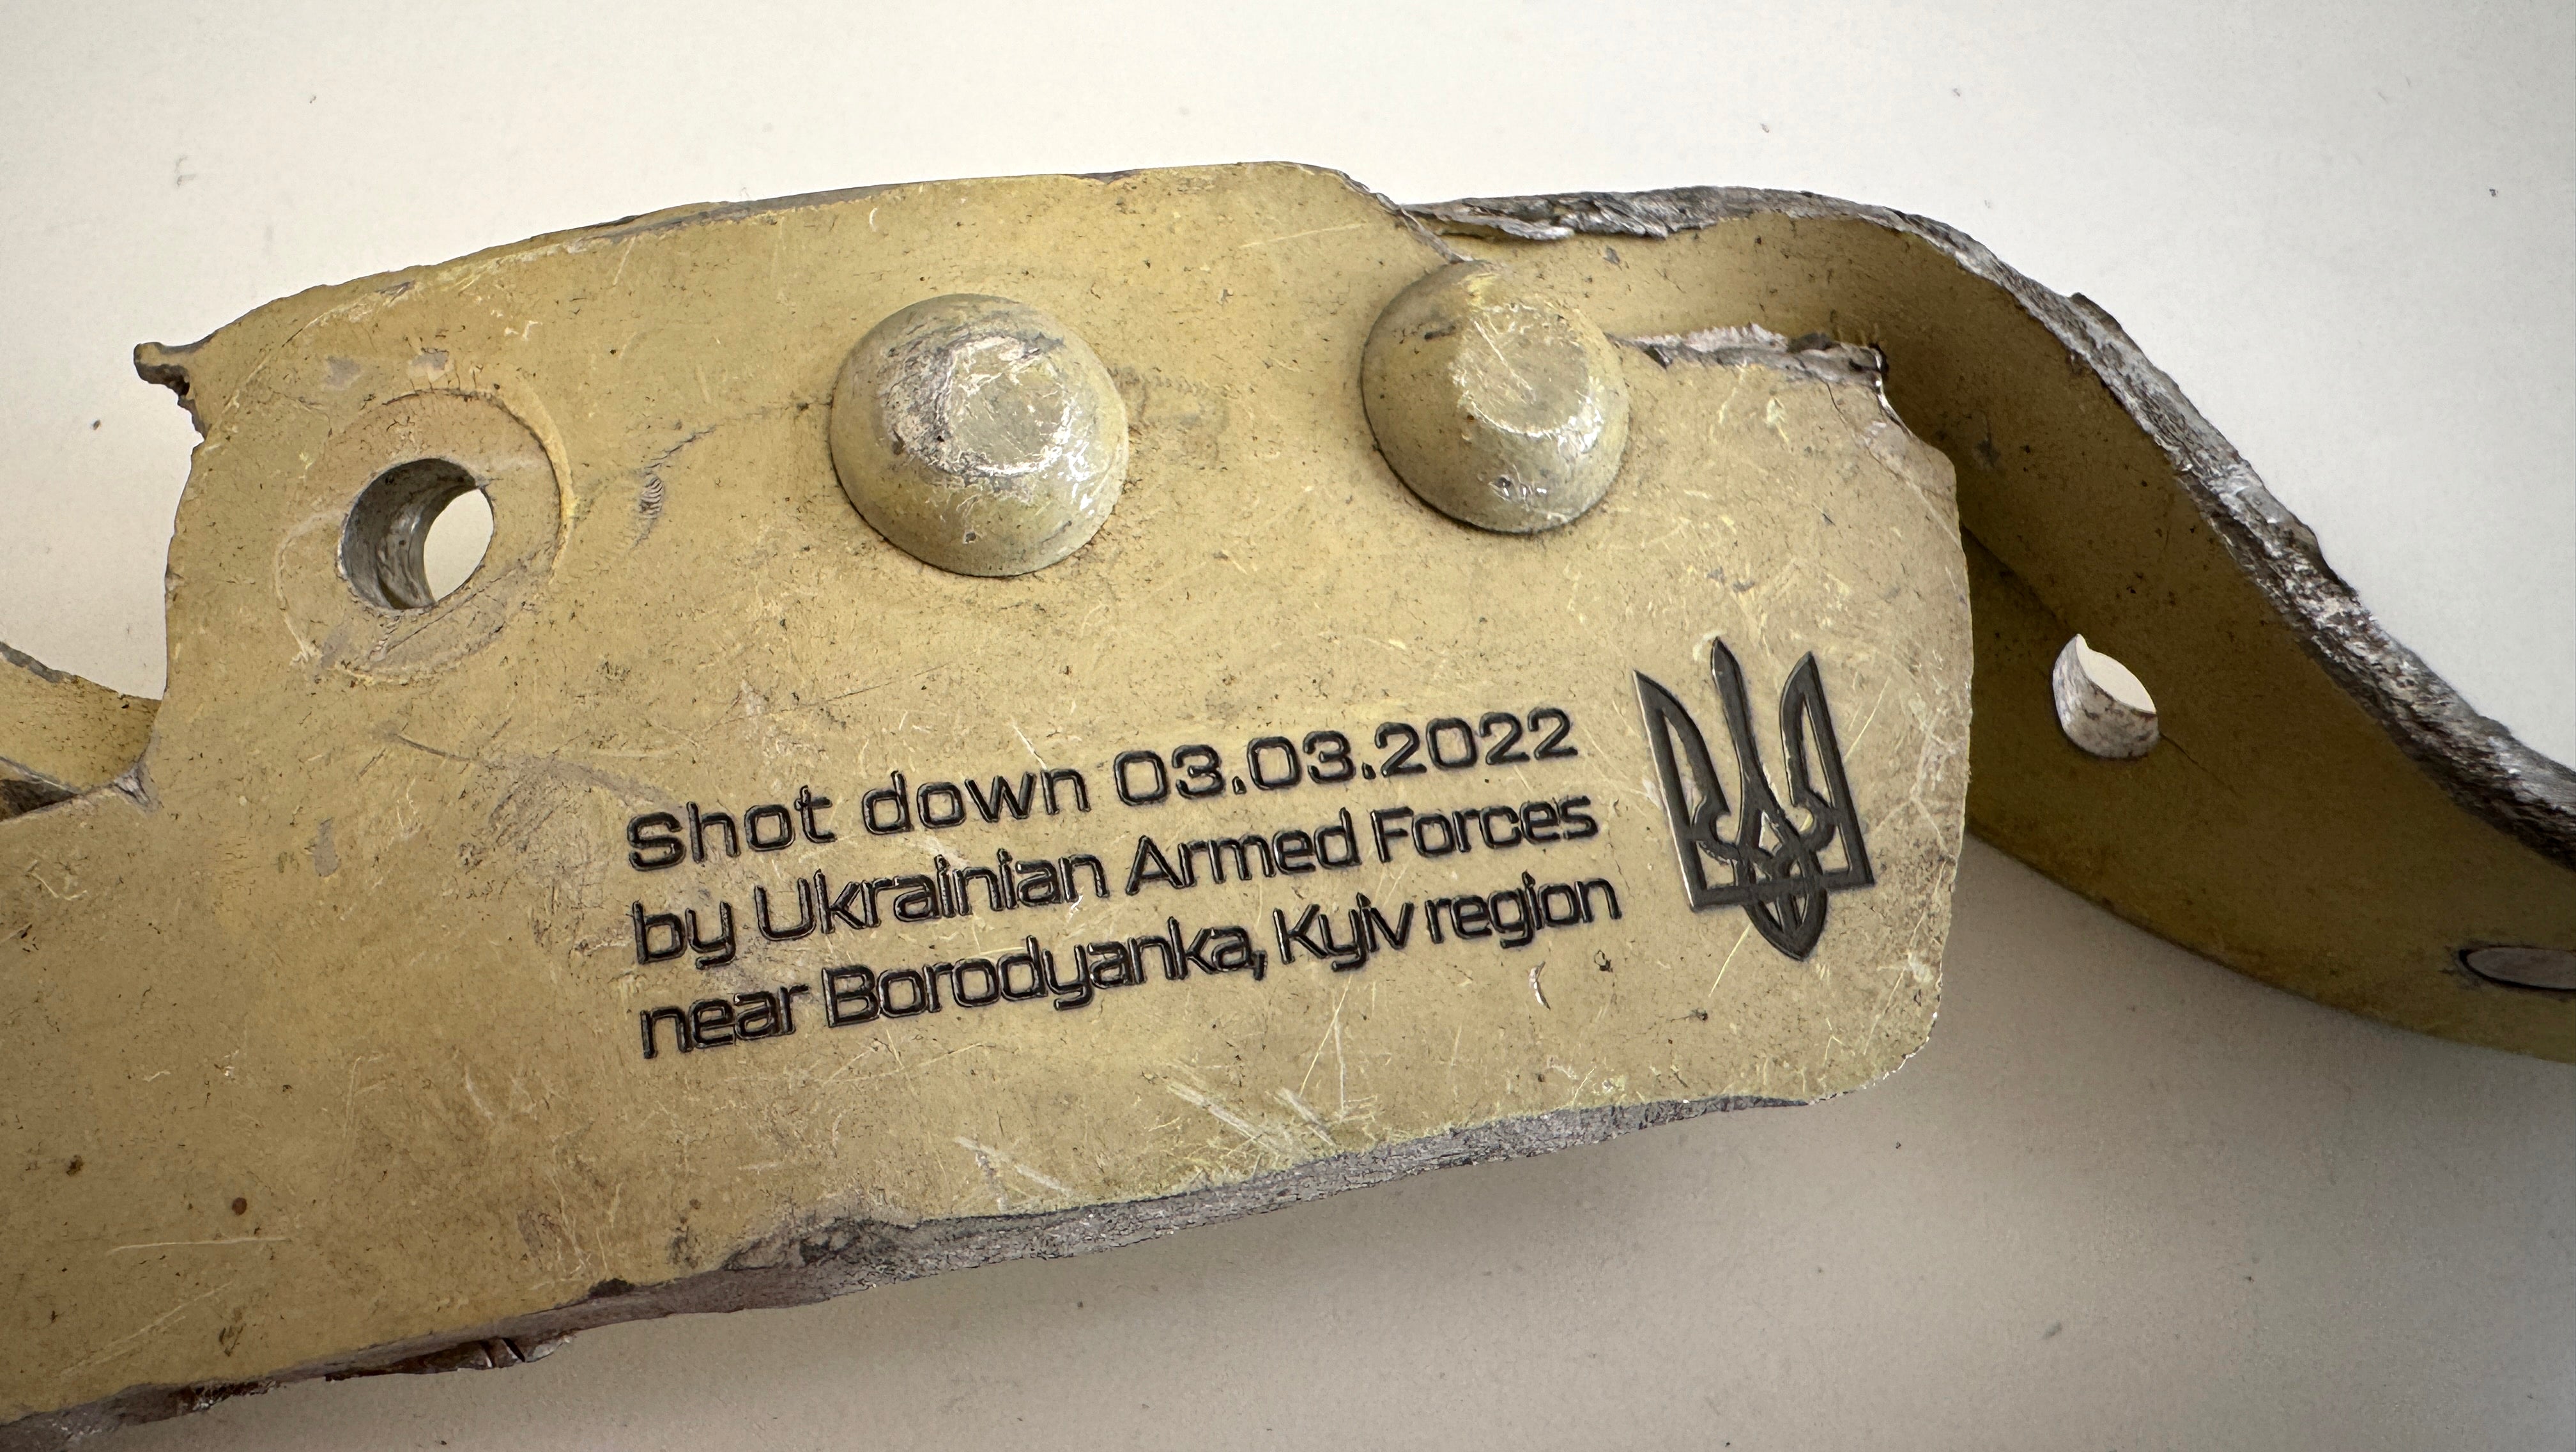 Shot down 03.03.2022
by Ukrainian Armed Forces
near Borodyanka, Kyiv region